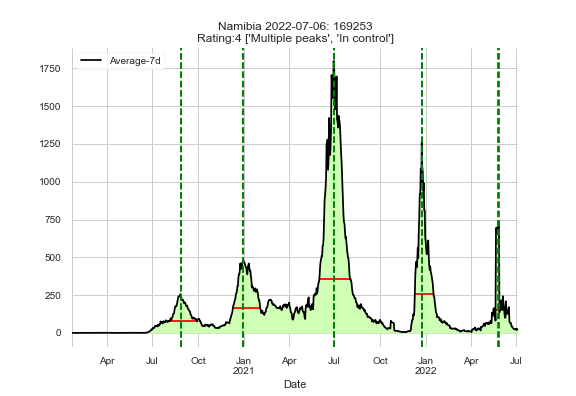 Namibia 2022-07-06: 169253
Rating:4 ['Multiple peaks', 'In control']
Average-7d
1750
1500
1250
1000
750
500
250
0
Apr Jul Oct Jan Apr Jul Oct Jan Apr Jul
2021 2022
Date